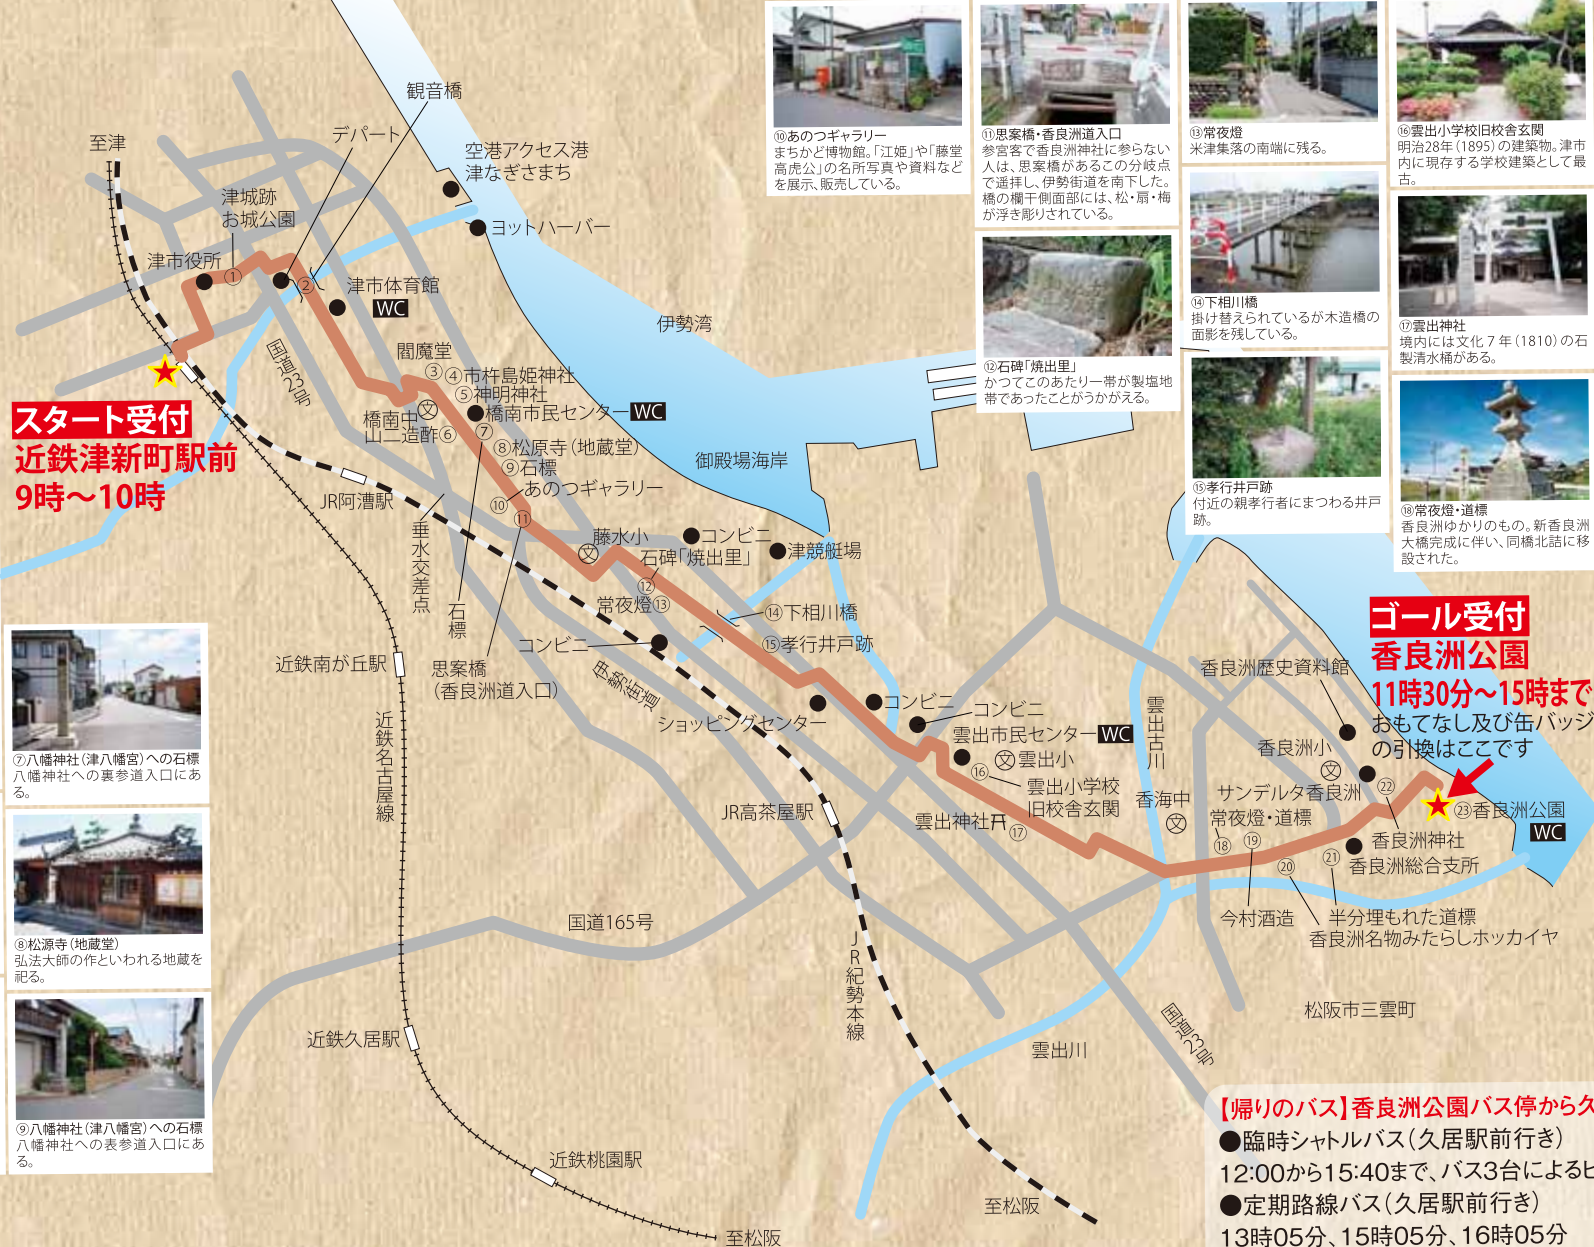 至津
観音橋
デパート
空港アクセス港
津なぎさまち
津城跡
お城公園
ヨットハーバー
津市役所
①
②
津市体育館
WC
伊勢湾
国道23号
閻魔堂
③
④市杵島姫神社
⑤神明神社
橋南中
橋南市民センター
WC
山二造酢⑥
⑦
⑧松原寺(地蔵堂)
⑨石標
御殿場海岸
⑩
あのつギャラリー
⑪
JR阿漕駅
垂水交差点
石標
藤水小
コンビニ
石碑「焼出里」
津競艇場
⑫
常夜燈⑬
⑭下相川橋
コンビニ
⑮孝行井戸跡
思案橋
(香良洲道入口)
伊勢街道
近鉄南が丘駅
近鉄名古屋線
ショッピングセンター
コンビニ
コンビニ
雲出市民センター
WC
⑯
雲出小
雲出小学校
旧校舎玄関
JR高茶屋駅
雲出神社
⑰
雲出古川
香海中
香良洲歴史資料館
香良洲小
サンデルタ香良洲
常夜燈・道標
⑱
⑲
⑳
㉑
㉒
㉓香良洲公園
WC
香良洲神社
香良洲総合支所
今村酒造
半分埋もれた道標
香良洲名物みたらしホッカイヤ
国道165号
JR紀勢本線
近鉄久居駅
雲出川
国道23号
松阪市三雲町
近鉄桃園駅
至松阪
至松阪
スタート受付
近鉄津新町駅前
9時～10時
ゴール受付
香良洲公園
11時30分～15時まで
おもてなし及び缶バッジ
の引換はここです
⑦八幡神社(津八幡宮)への石標
八幡神社への裏参道入口にあ
る。
⑧松源寺(地蔵堂)
弘法大師の作といわれる地蔵を
祀る。
⑨八幡神社(津八幡宮)への石標
八幡神社への表参道入口にあ
る。
⑩あのつギャラリー
まちかど博物館。「江姫」や「藤堂
高虎公」の名所写真や資料など
を展示、販売している。
⑪思案橋・香良洲道入口
参宮客で香良洲神社に参らない
人は、思案橋があるこの分岐点
で遥拝し、伊勢街道を南下した。
橋の欄干側面部には、松・扇・梅
が浮き彫りされている。
⑫石碑「焼出里」
かつてこのあたり一帯が製塩地
帯であったことがうかがえる。
⑬常夜燈
米津集落の南端に残る。
⑭下相川橋
掛け替えられているが木造橋の
面影を残している。
⑮孝行井戸跡
付近の親孝行者にまつわる井戸
跡。
⑯雲出小学校旧校舎玄関
明治28年(1895)の建築物。津市
内に現存する学校建築として最
古。
⑰雲出神社
境内には文化7年(1810)の石
製清水桶がある。
⑱常夜燈・道標
香良洲ゆかりのもの。新香良洲
大橋完成に伴い、同橋北詰に移
設された。
【帰りのバス】香良洲公園バス停から久
●臨時シャトルバス(久居駅前行き)
12:00から15:40まで、バス3台によるピ
●定期路線バス(久居駅前行き)
13時05分、15時05分、16時05分